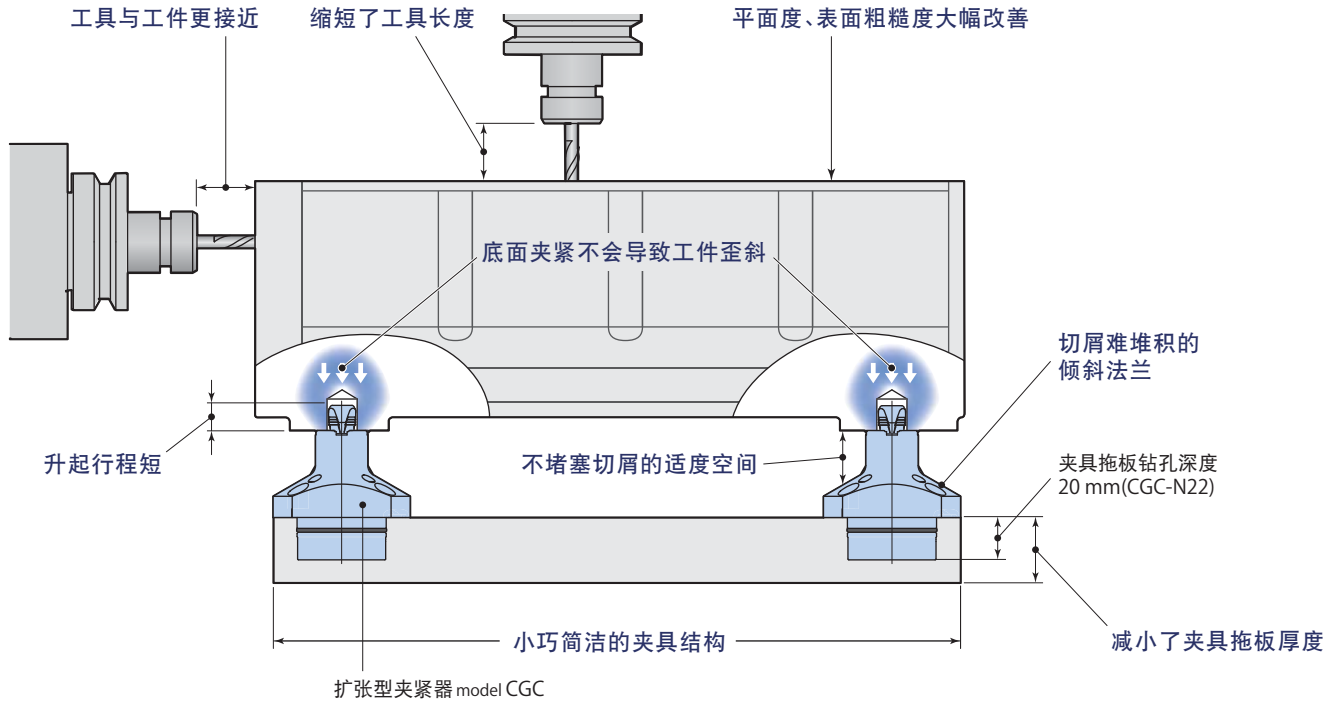 工具与工件更接近
缩短了工具长度
平面度、表面粗糙度大幅改善
底面夹紧不会导致工件歪斜
切屑难堆积的
倾斜法兰
升起行程短
不堵塞切屑的适度空间
夹具拖板钻孔深度
20 mm(CGC-N22)
小巧简洁的夹具结构
减小了夹具拖板厚度
扩张型夹紧器 model CGC